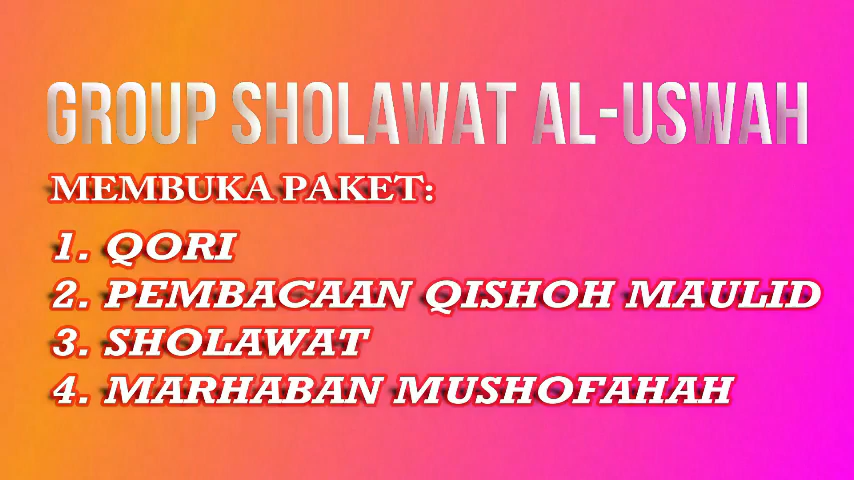 GROUP SHOLAWAT AL-USWAH
MEMBUKA PAKET:
1. QORI
2. PEMBACAAN QISHOH MAULID
3. SHOLAWAT
4. MARHABAN MUSHOFAHAH